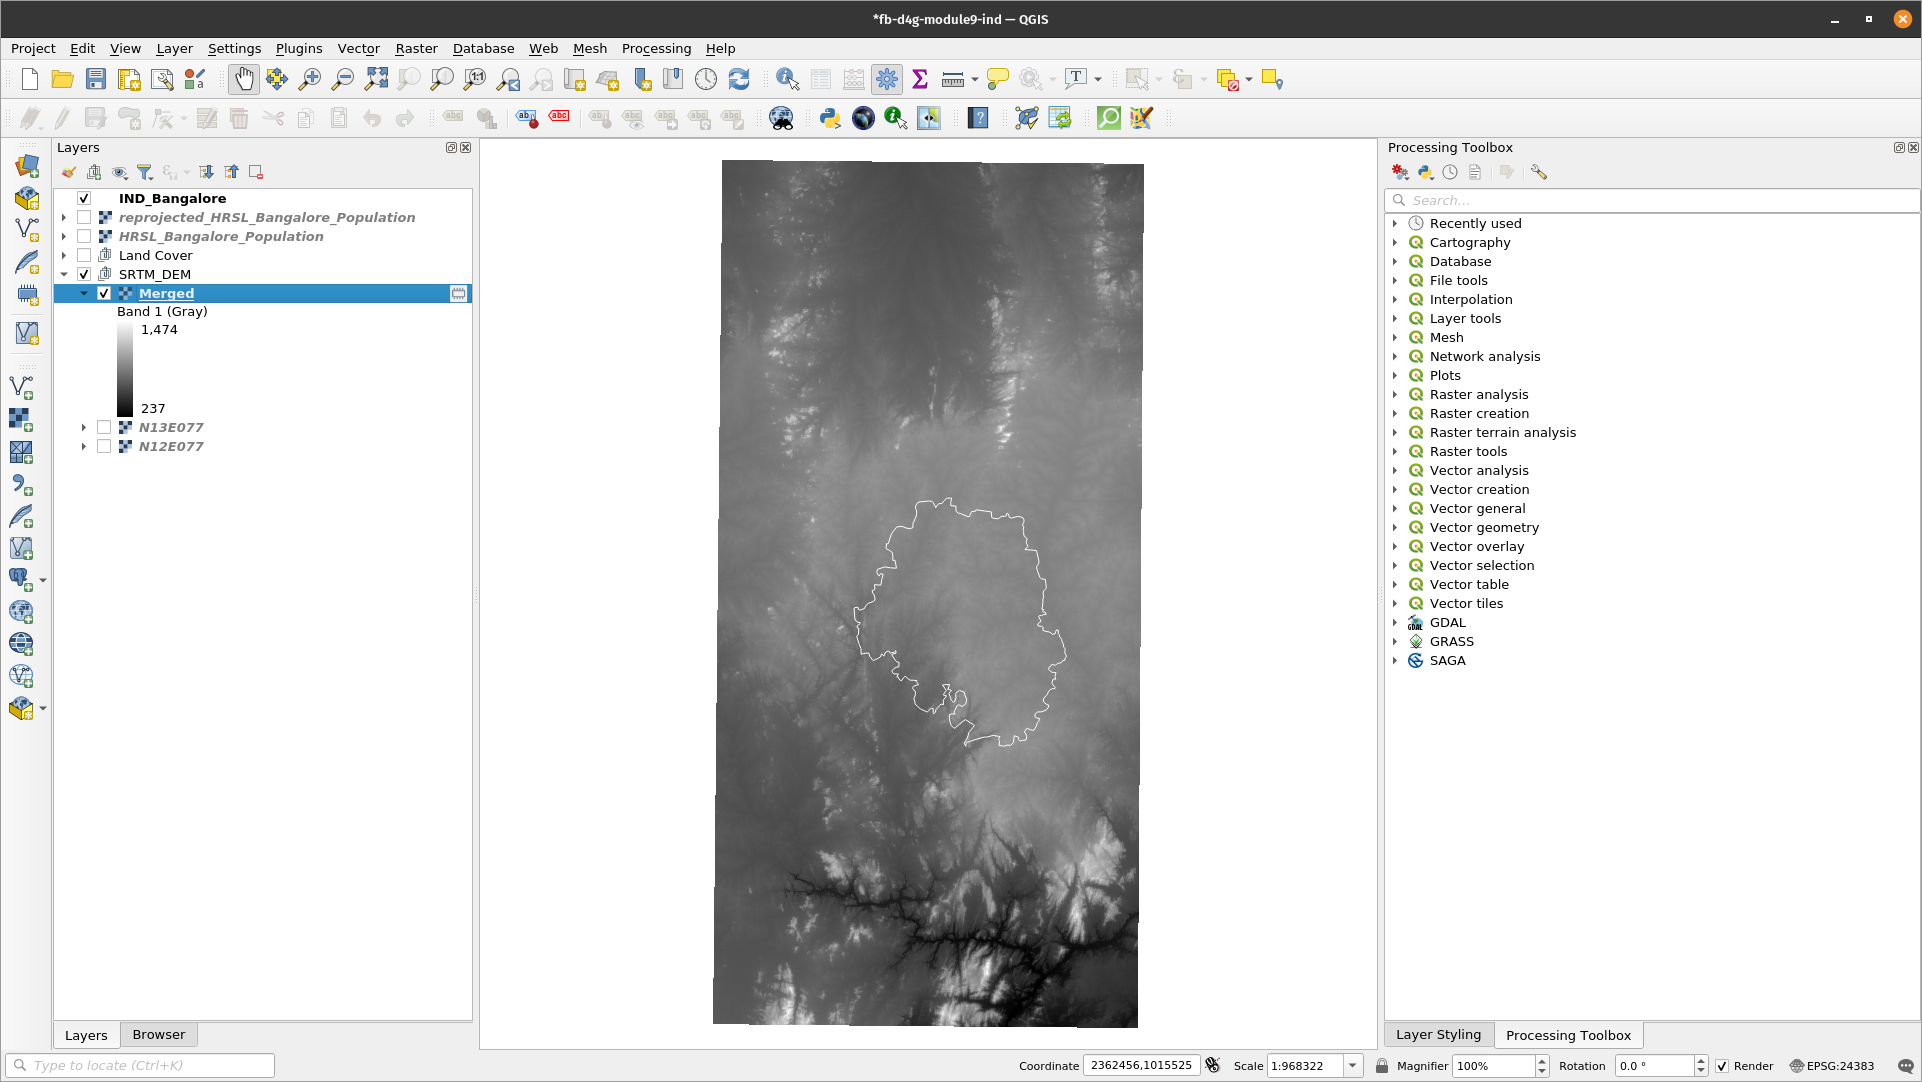 *fb-d4g-module9-ind — QGIS
Project Edit View Layer Settings Plugins Vector Raster Database Web Mesh Processing Help
Layers
IND_Bangalore
reprojected_HRSL_Bangalore_Population
HRSL_Bangalore_Population
Land Cover
SRTM_DEM
Merged
Band 1 (Gray)
1,474
237
N13E077
N12E077
Layers Browser
Processing Toolbox
Search...
Recently used
Cartography
Database
File tools
Interpolation
Layer tools
Mesh
Network analysis
Plots
Raster analysis
Raster creation
Raster terrain analysis
Raster tools
Vector analysis
Vector creation
Vector general
Vector geometry
Vector overlay
Vector selection
Vector table
Vector tiles
GDAL
GRASS
SAGA
Layer Styling Processing Toolbox
Type to locate (Ctrl+K) Coordinate 2362456,1015525 Scale 1:968322 Magnifier 100% Rotation 0.0 ° Render EPSG:24383